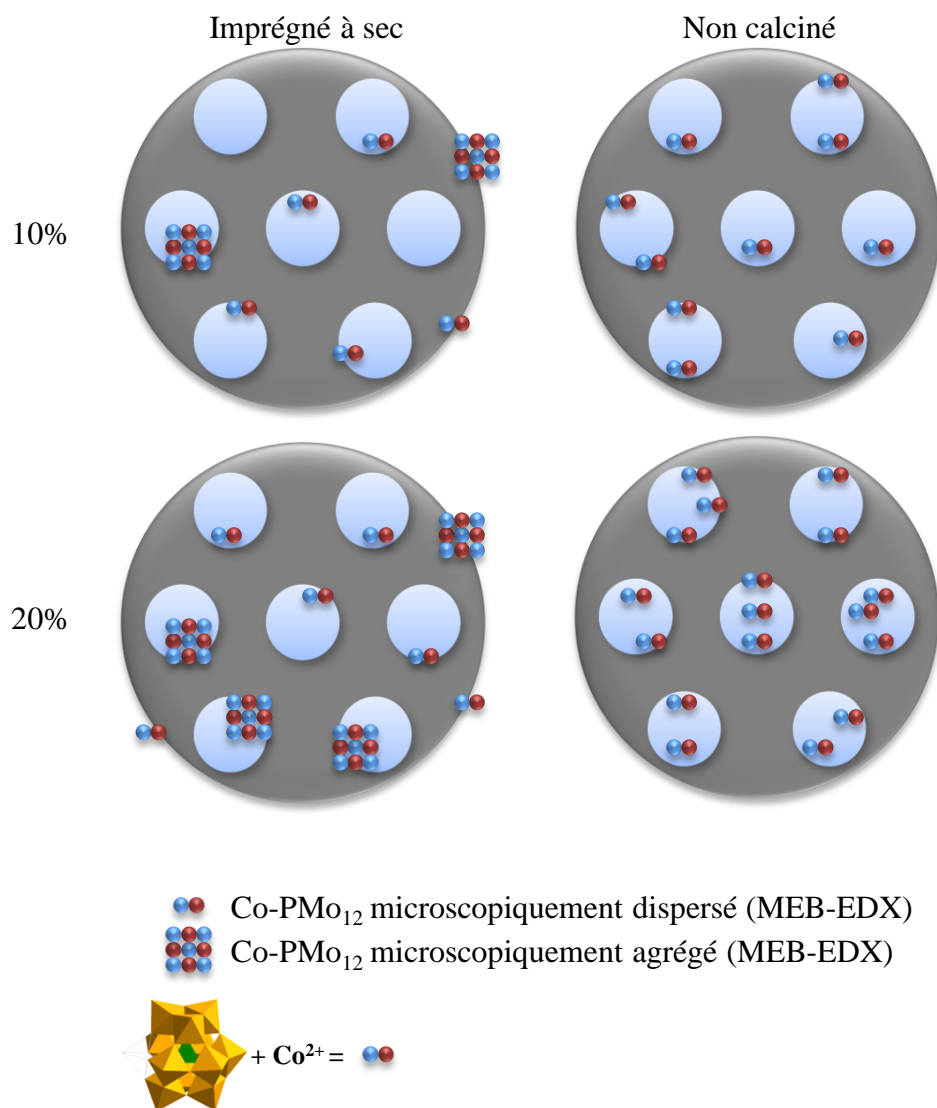 Imprégné à sec
Non calciné
10%
20%
Co-PMo₁₂ microscopiquement dispersé (MEB-EDX)
Co-PMo₁₂ microscopiquement agrégé (MEB-EDX)
+ Co²⁺ =